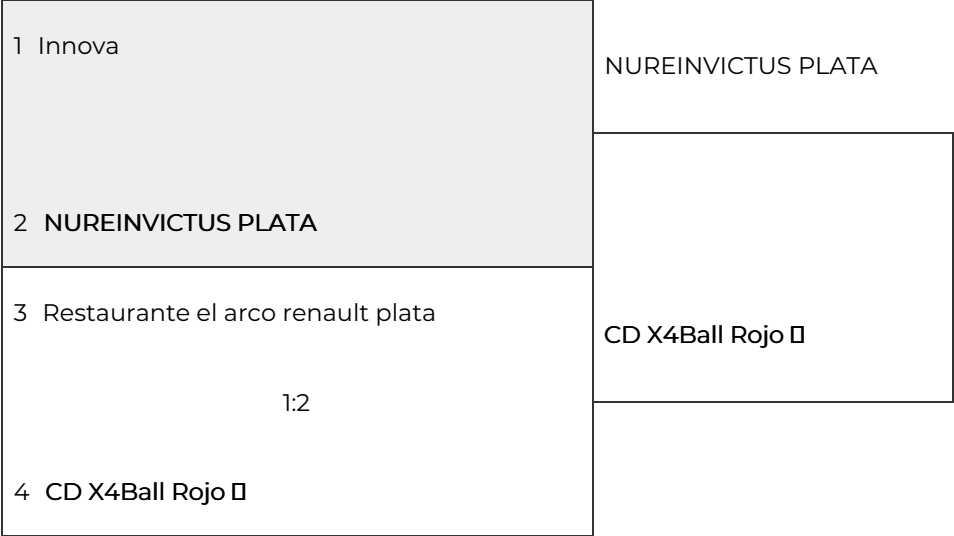 1 Innova
NUREINVICTUS PLATA
2 NUREINVICTUS PLATA
3 Restaurante el arco renault plata
CD X4Ball Rojo
1:2
4 CD X4Ball Rojo